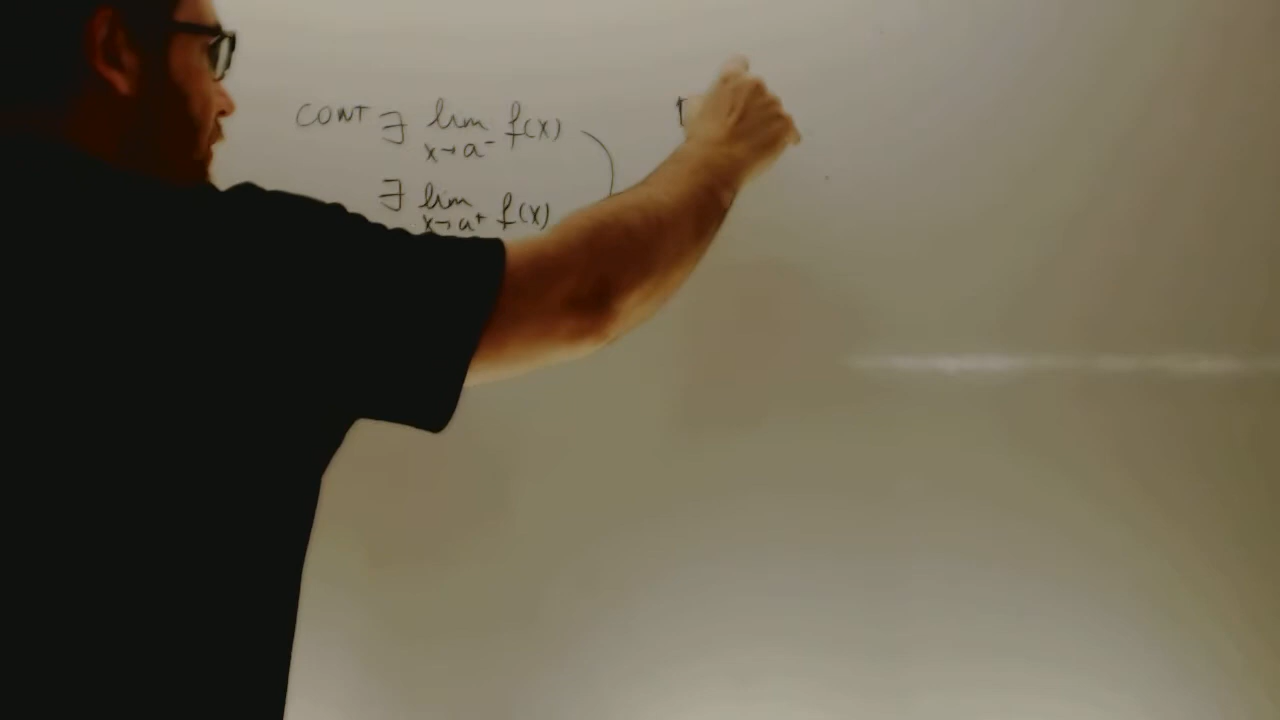 CONT ∃ lim x→a⁻ f(x)
∃ lim x→a⁺ f(x)